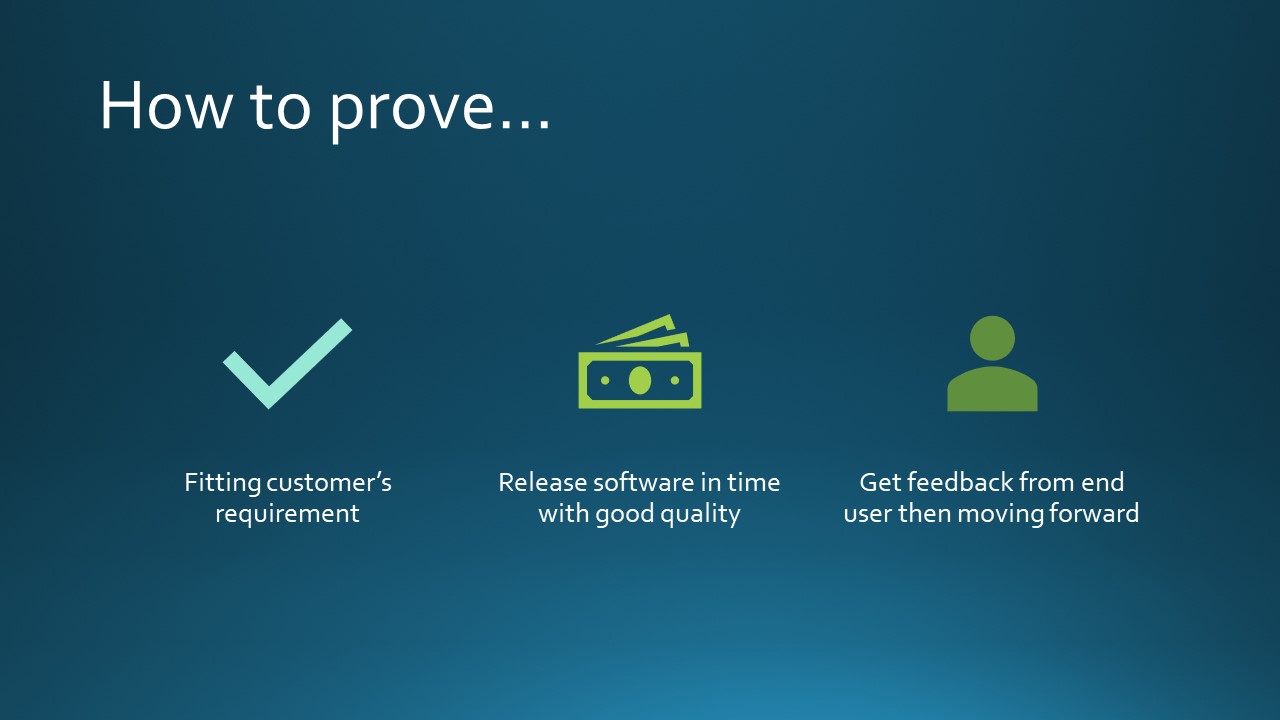 How to prove…
Fitting customer’s
requirement
Release software in time
with good quality
Get feedback from end
user then moving forward